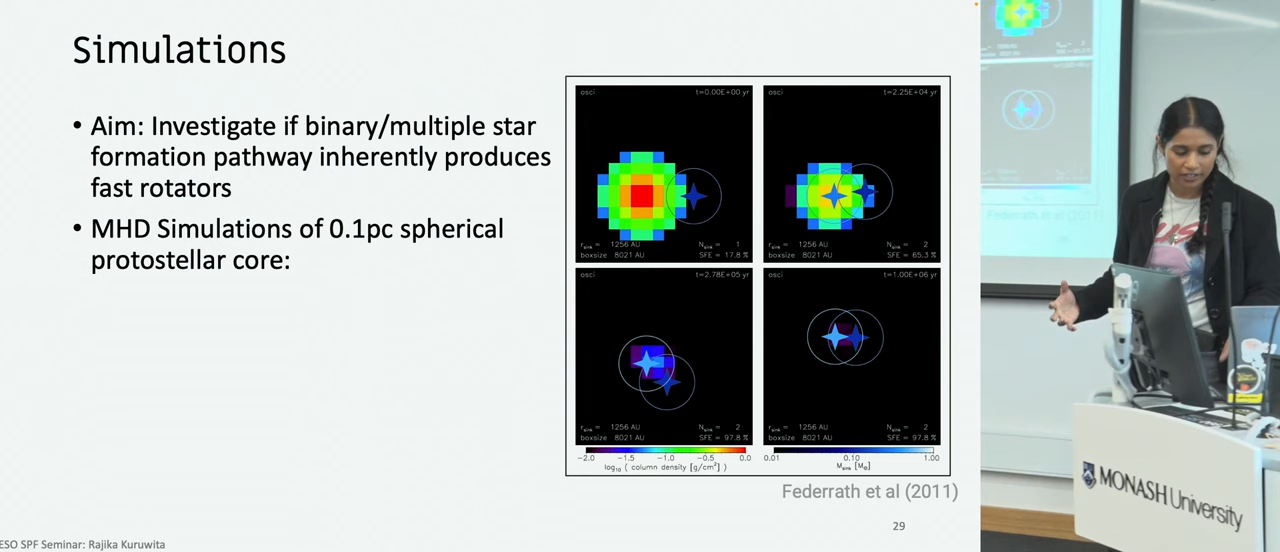 Simulations
• Aim: Investigate if binary/multiple star
formation pathway inherently produces
fast rotators
• MHD Simulations of 0.1pc spherical
protostellar core:
osci t=0.00E+00 yr
r_sink = 1256 AU N_sink = 1
boxsize 8021 AU SFE = 17.8 %
osci t=2.25E+04 yr
r_sink = 1256 AU N_sink = 2
boxsize 8021 AU SFE = 65.3 %
osci t=2.78E+05 yr
r_sink = 1256 AU N_sink = 2
boxsize 8021 AU SFE = 97.8 %
osci t=1.00E+06 yr
r_sink = 1256 AU N_sink = 2
boxsize 8021 AU SFE = 97.8 %
-2.0 -1.5 -1.0 -0.5 0.0
log₁₀ ( column density [g/cm²] )
0.01 0.10 1.00
M_sink [M⊙]
Federrath et al (2011)
29
ESO SPF Seminar: Rajika Kuruwita
Federrath et al (2011)
MONASH University